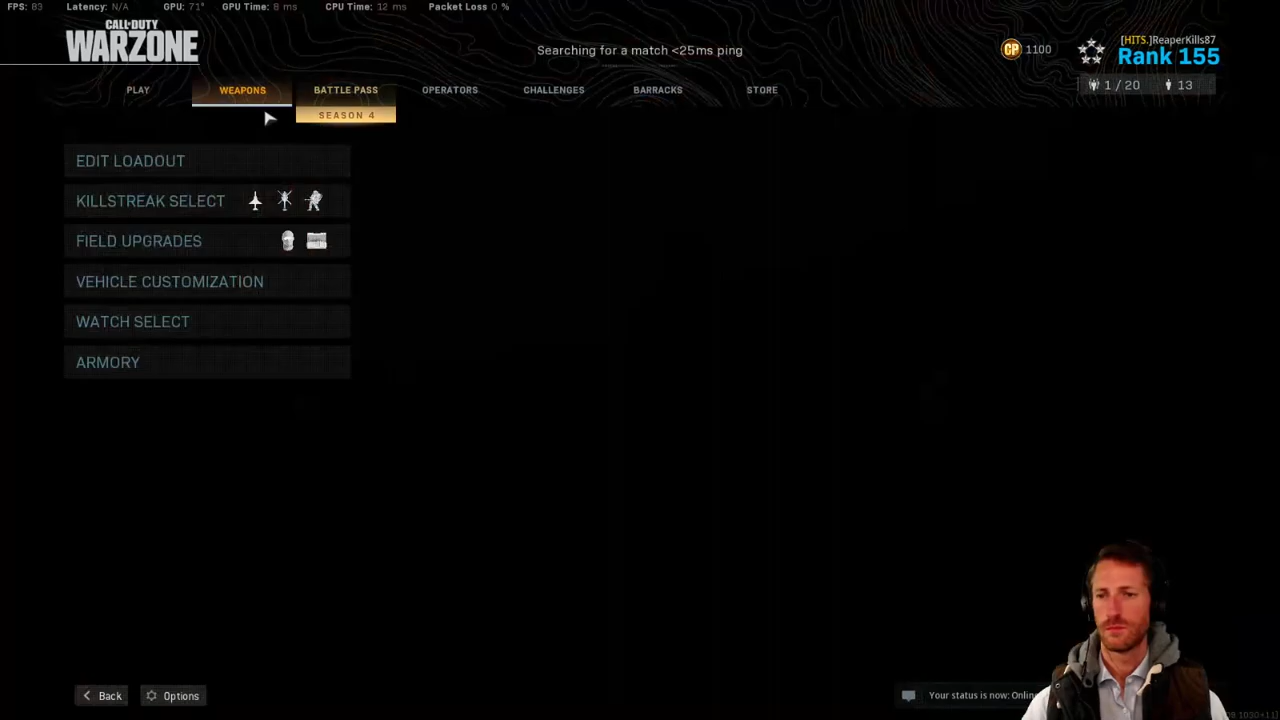 FPS: 83 Latency: N/A GPU: 71° GPU Time: 8 ms CPU Time: 12 ms Packet Loss 0 %
CALL OF DUTY
WARZONE
Searching for a match <25ms ping
CP 1100
[HITS.]ReaperKills87
Rank 155
1 / 20 13
PLAY WEAPONS BATTLE PASS OPERATORS CHALLENGES BARRACKS STORE
SEASON 4
EDIT LOADOUT
KILLSTREAK SELECT
FIELD UPGRADES
VEHICLE CUSTOMIZATION
WATCH SELECT
ARMORY
Back Options
Your status is now: Online